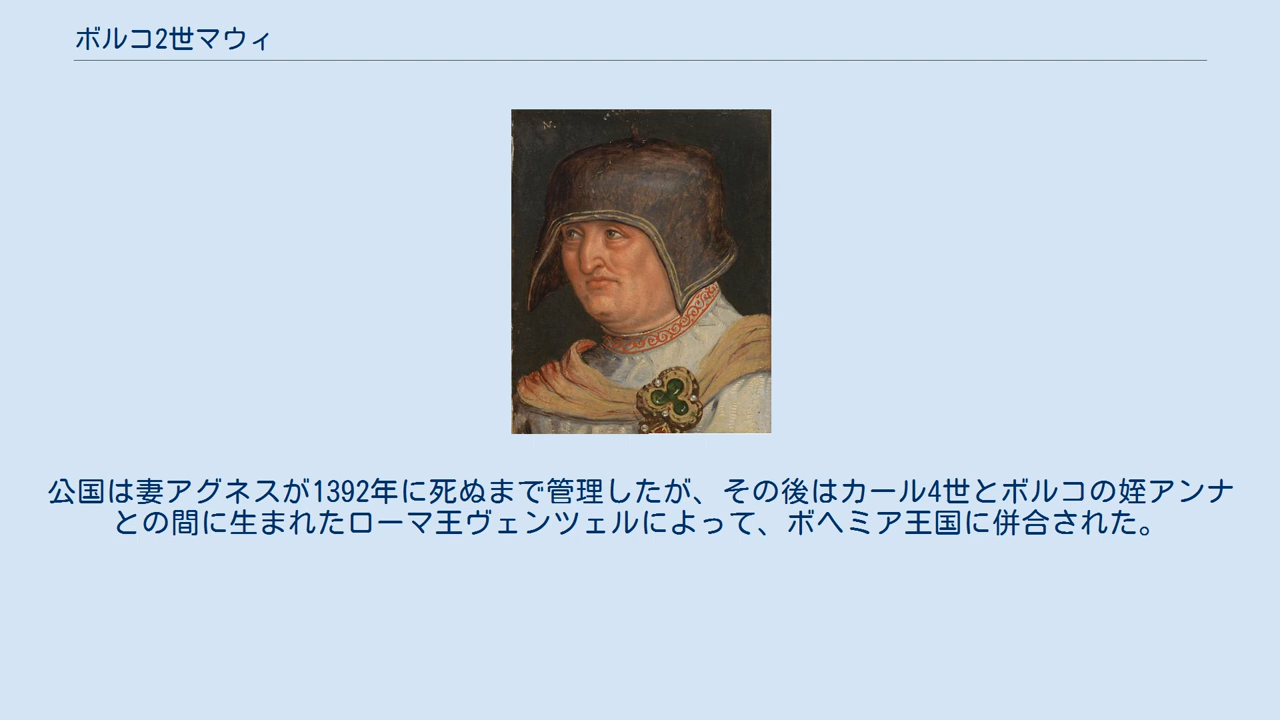 ボルコ2世マウィ
N.
公国は妻アグネスが1392年に死ぬまで管理したが、その後はカール4世とボルコの姪アンナ
との間に生まれたローマ王ヴェンツェルによって、ボヘミア王国に併合された。